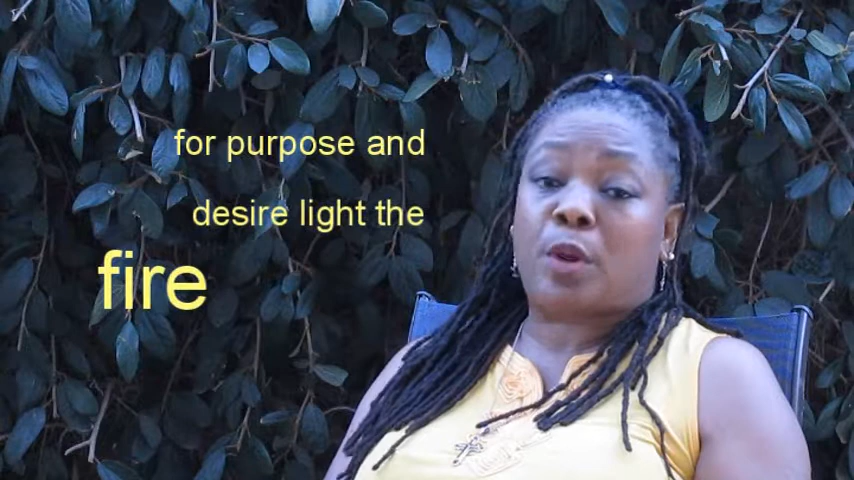 for purpose and
desire light the
fire